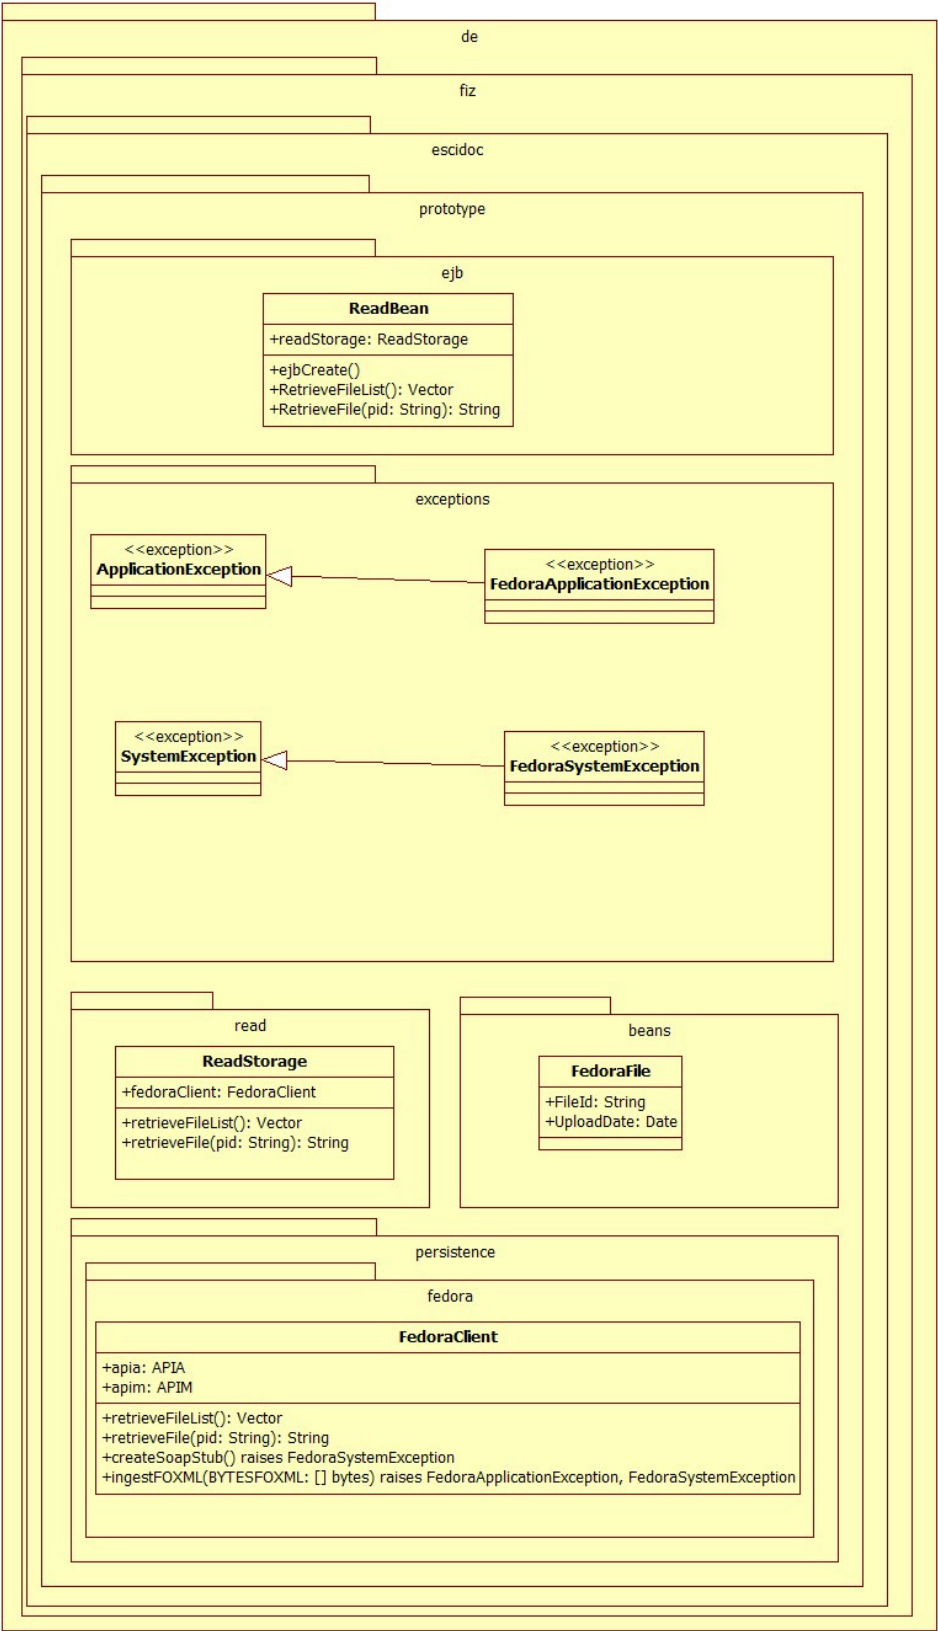 de
fiz
escidoc
prototype
ejb
ReadBean
+readStorage: ReadStorage
+ejbCreate()
+RetrieveFileList(): Vector
+RetrieveFile(pid: String): String
exceptions
<<exception>>
ApplicationException
<<exception>>
FedoraApplicationException
<<exception>>
SystemException
<<exception>>
FedoraSystemException
read
ReadStorage
+fedoraClient: FedoraClient
+retrieveFileList(): Vector
+retrieveFile(pid: String): String
beans
FedoraFile
+FileId: String
+UploadDate: Date
persistence
fedora
FedoraClient
+apia: APIA
+apim: APIM
+retrieveFileList(): Vector
+retrieveFile(pid: String): String
+createSoapStub() raises FedoraSystemException
+ingestFOXML(BYTESFOXML: [] bytes) raises FedoraApplicationException, FedoraSystemException